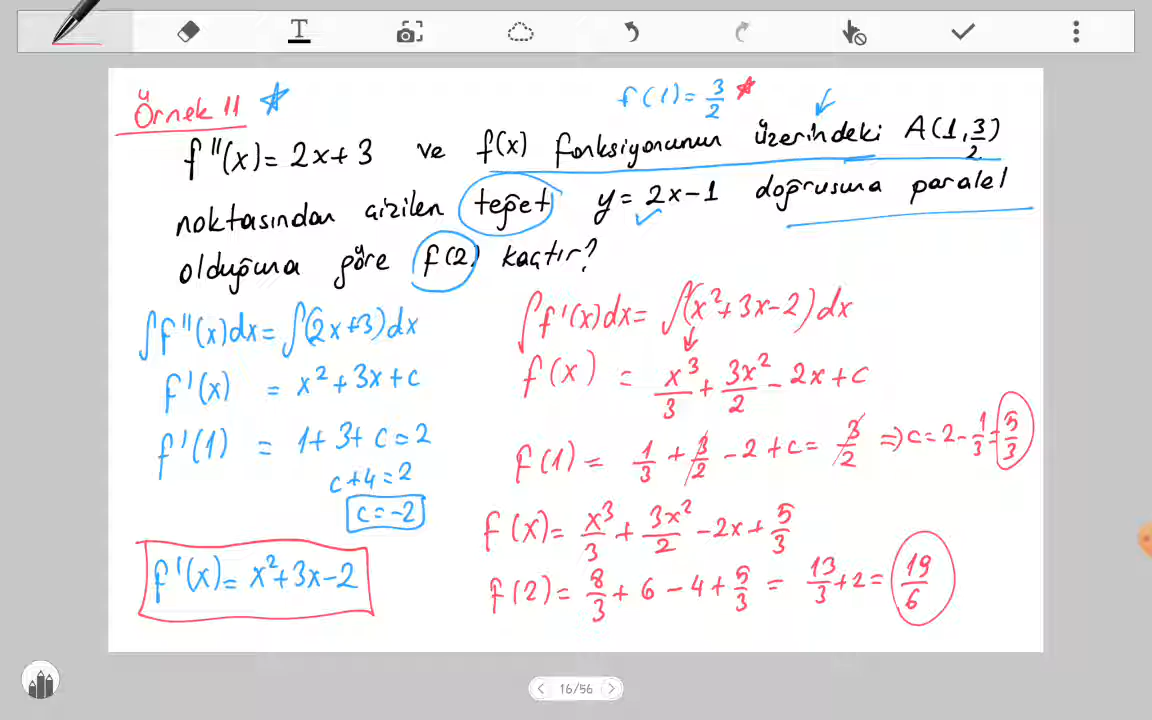 T
Örnek 11
f(1) = 3/2
f''(x) = 2x+3 ve f(x) fonksiyonunun üzerindeki A(1, 3/2)
noktasından çizilen teğet y = 2x-1 doğrusuna paralel
olduğuna göre f(2) kaçtır?
∫f''(x)dx = ∫(2x+3)dx
f'(x) = x²+3x+c
f'(1) = 1+3+c=2
c+4=2
c=-2
f'(x) = x²+3x-2
∫f'(x)dx = ∫(x²+3x-2)dx
f(x) = x³/3 + 3x²/2 - 2x+c
f(1) = 1/3 + 3/2 - 2+c = 3/2 ⇒ c=2-1/3=5/3
f(x) = x³/3 + 3x²/2 - 2x + 5/3
f(2) = 8/3 + 6 - 4 + 5/3 = 13/3 + 2 = 19/6
16/56